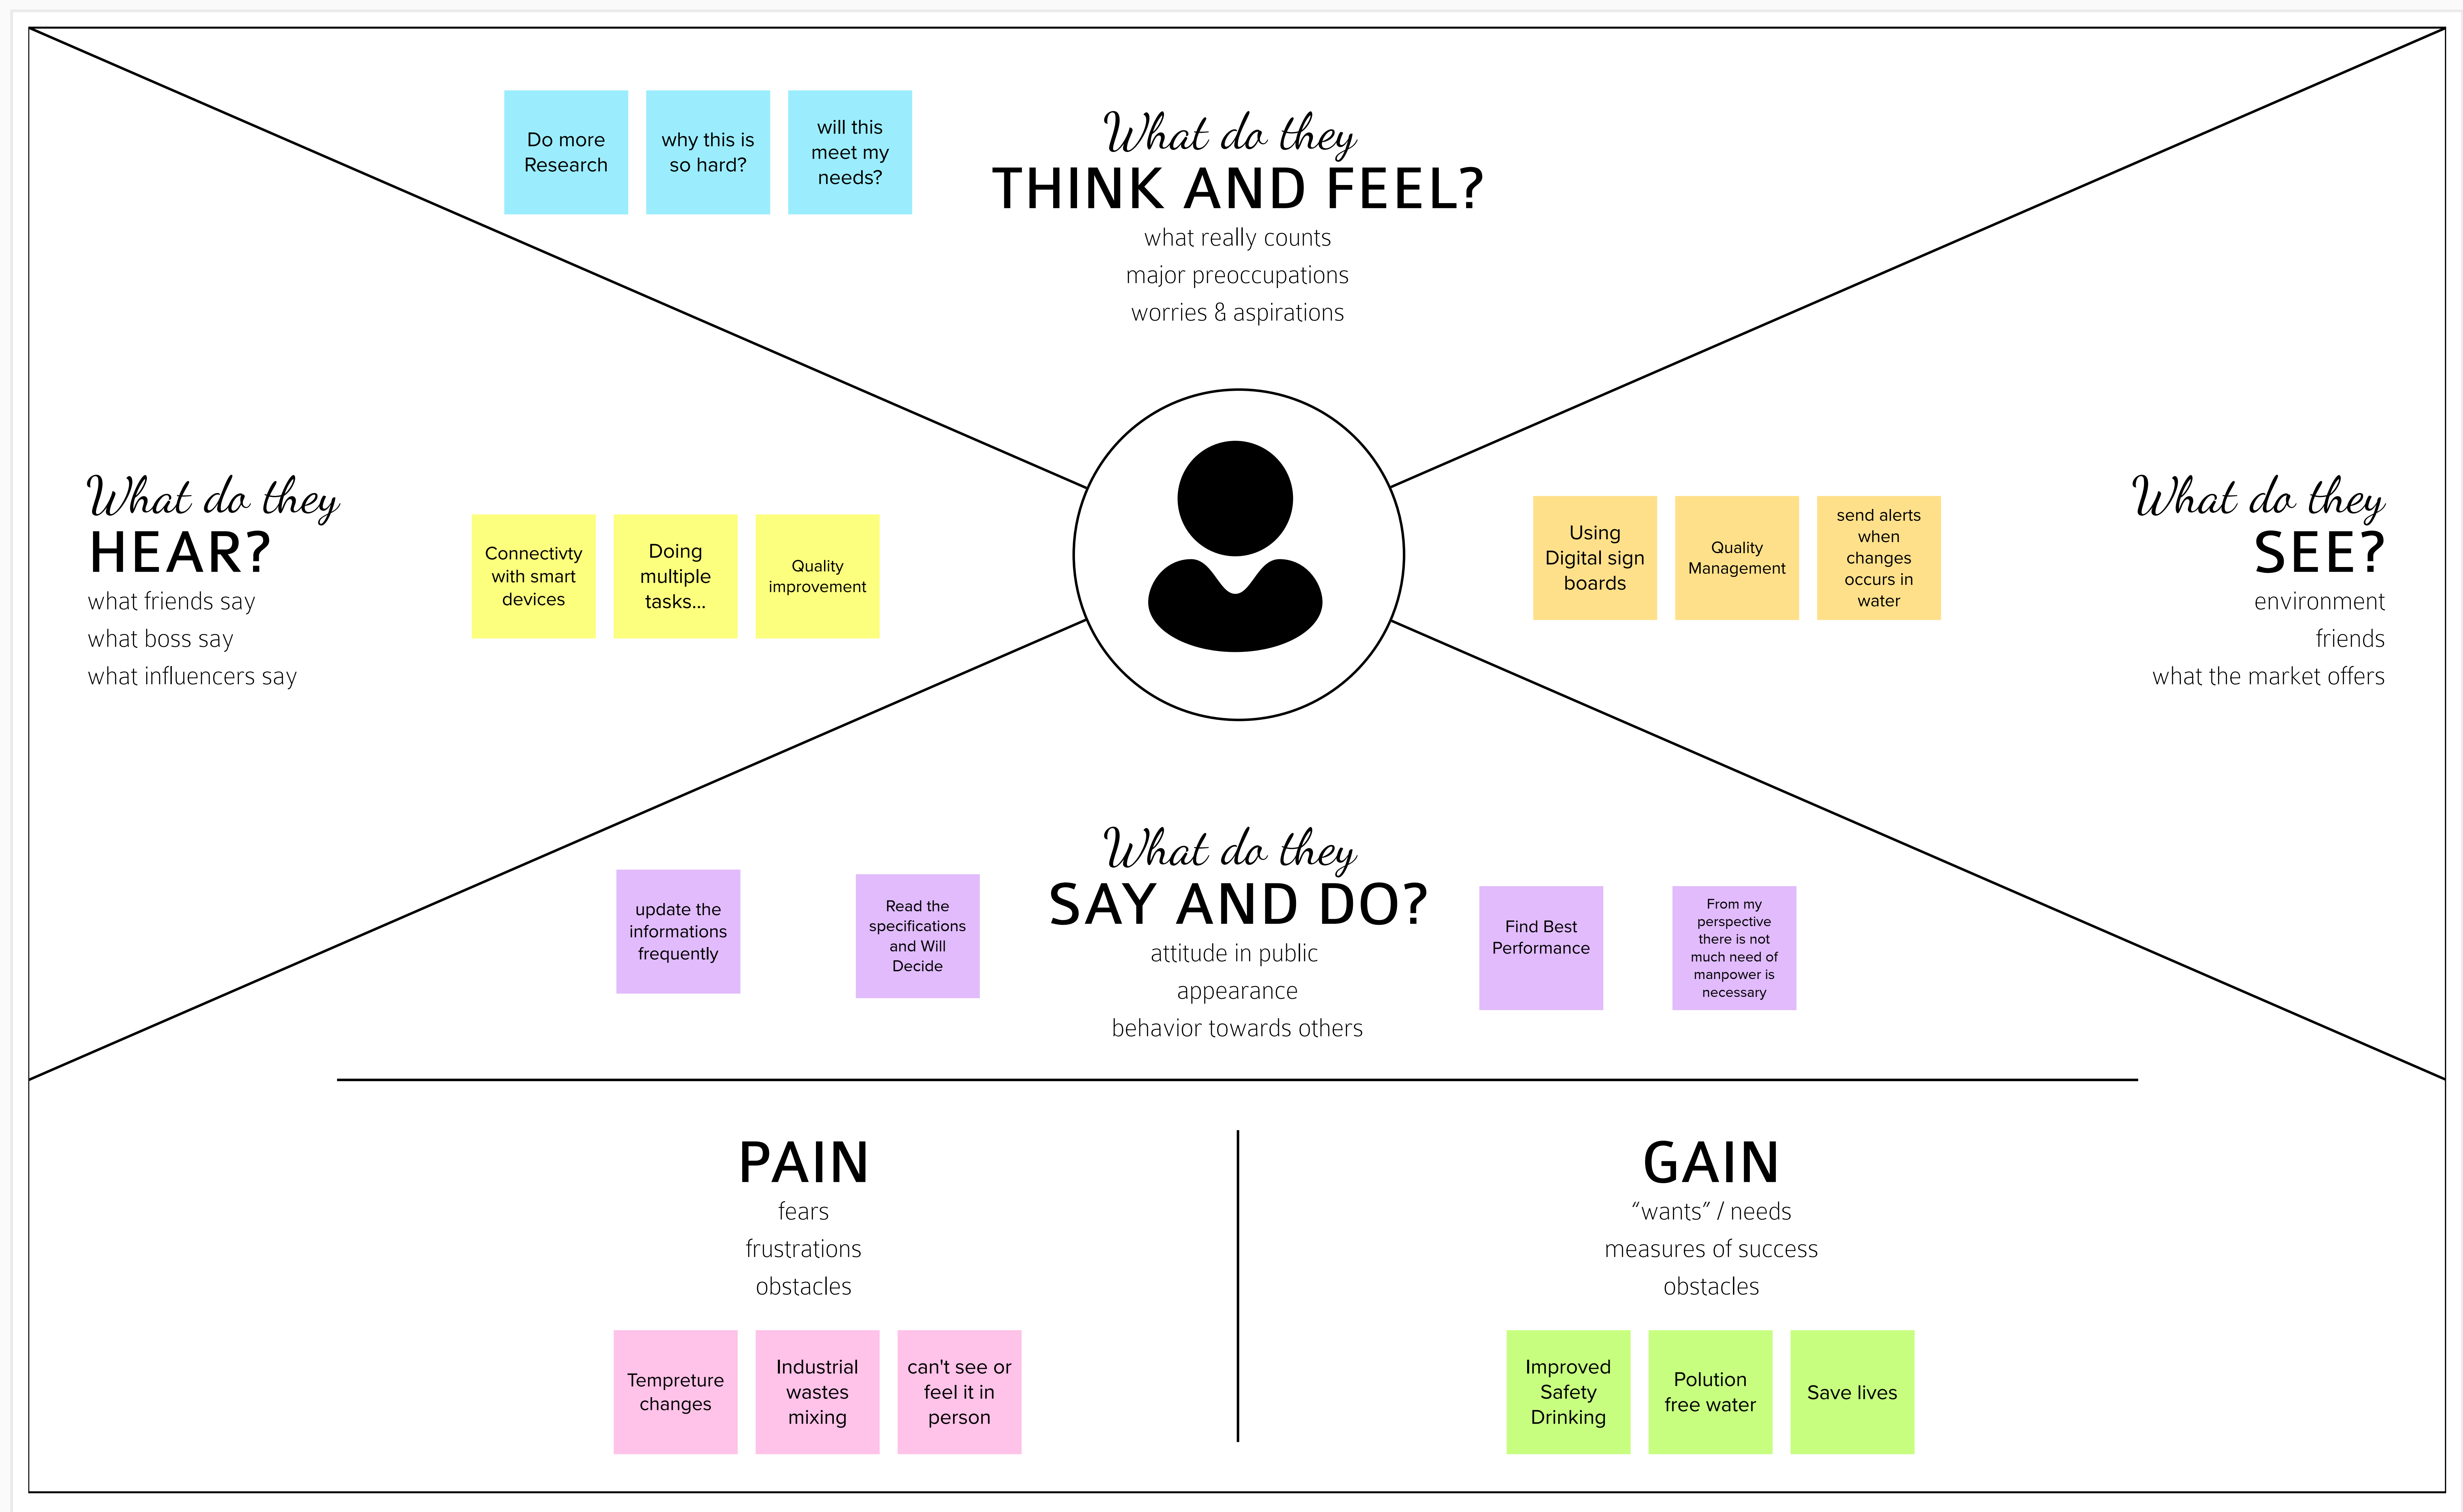 Do more
Research
why this is
so hard?
will this
meet my
needs?
What do they
THINK AND FEEL?
what really counts
major preoccupations
worries & aspirations
What do they
HEAR?
what friends say
what boss say
what influencers say
Connectivty
with smart
devices
Doing
multiple
tasks...
Quality
improvement
Using
Digital sign
boards
Quality
Management
send alerts
when
changes
occurs in
water
What do they
SEE?
environment
friends
what the market offers
update the
informations
frequently
Read the
specifications
and Will
Decide
What do they
SAY AND DO?
attitude in public
appearance
behavior towards others
Find Best
Performance
From my
perspective
there is not
much need of
manpower is
necessary
PAIN
fears
frustrations
obstacles
Tempreture
changes
Industrial
wastes
mixing
can't see or
feel it in
person
GAIN
“wants” / needs
measures of success
obstacles
Improved
Safety
Drinking
Polution
free water
Save lives